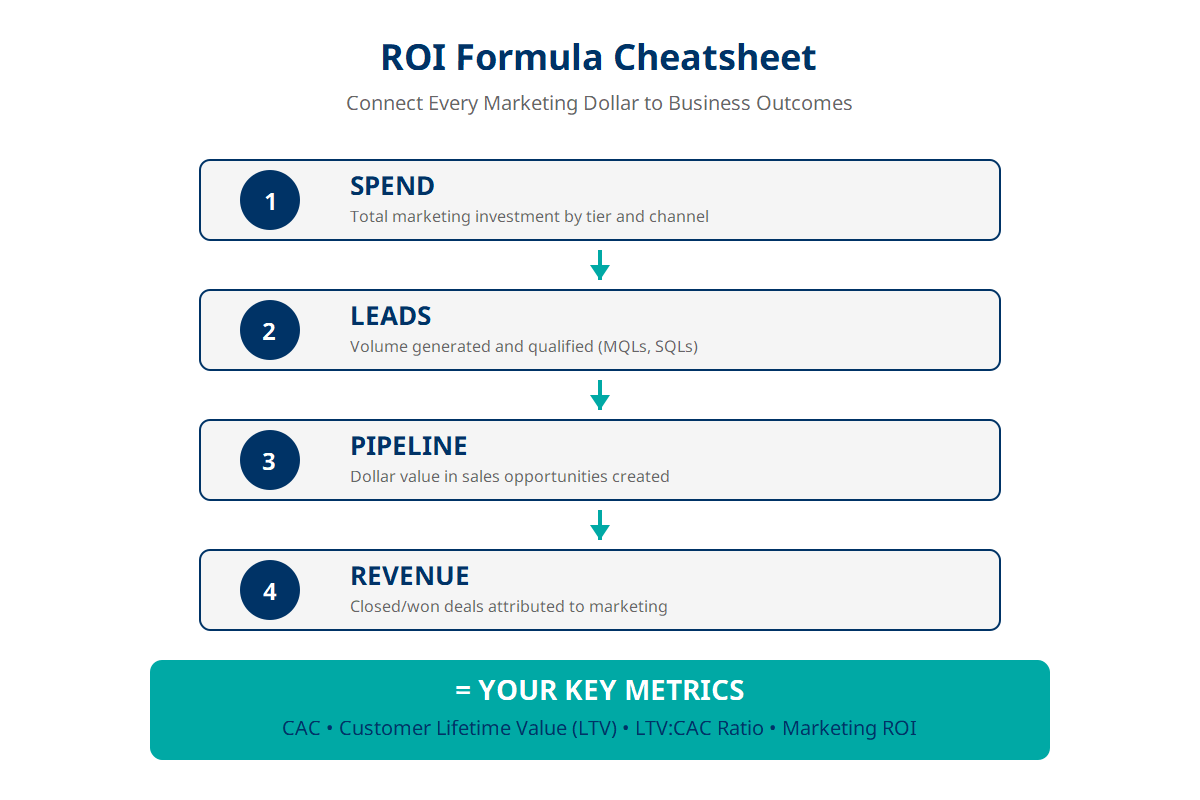 ROI Formula Cheatsheet
Connect Every Marketing Dollar to Business Outcomes
1
SPEND
Total marketing investment by tier and channel
2
LEADS
Volume generated and qualified (MQLs, SQLs)
3
PIPELINE
Dollar value in sales opportunities created
4
REVENUE
Closed/won deals attributed to marketing
= YOUR KEY METRICS
CAC • Customer Lifetime Value (LTV) • LTV:CAC Ratio • Marketing ROI